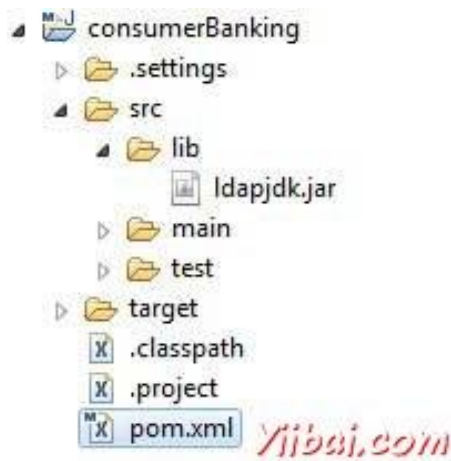 consumerBanking
.settings
src
lib
ldapjdk.jar
main
test
target
.classpath
.project
pom.xml
Yiibai.com